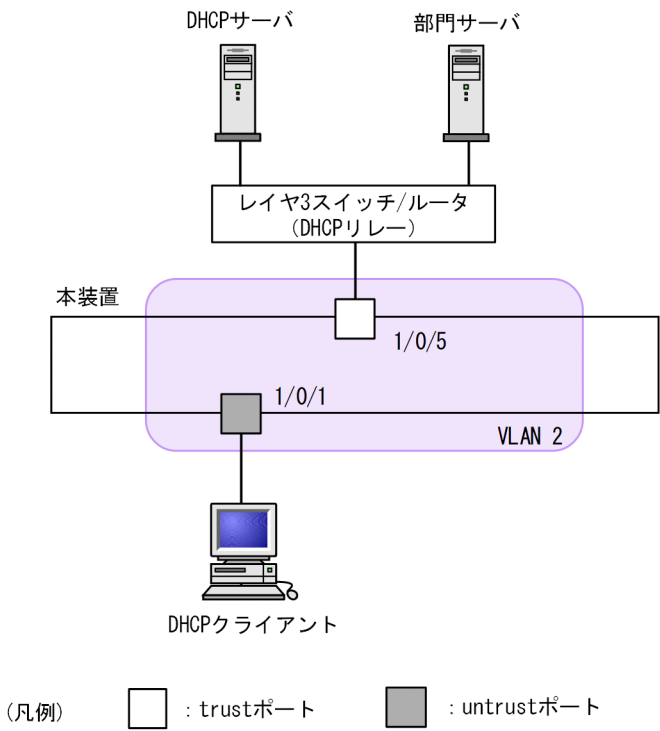 DHCPサーバ
部門サーバ
レイヤ3スイッチ/ルータ
(DHCPリレー)
本装置
1/0/5
1/0/1
VLAN 2
DHCPクライアント
(凡例)
:trustポート
:untrustポート